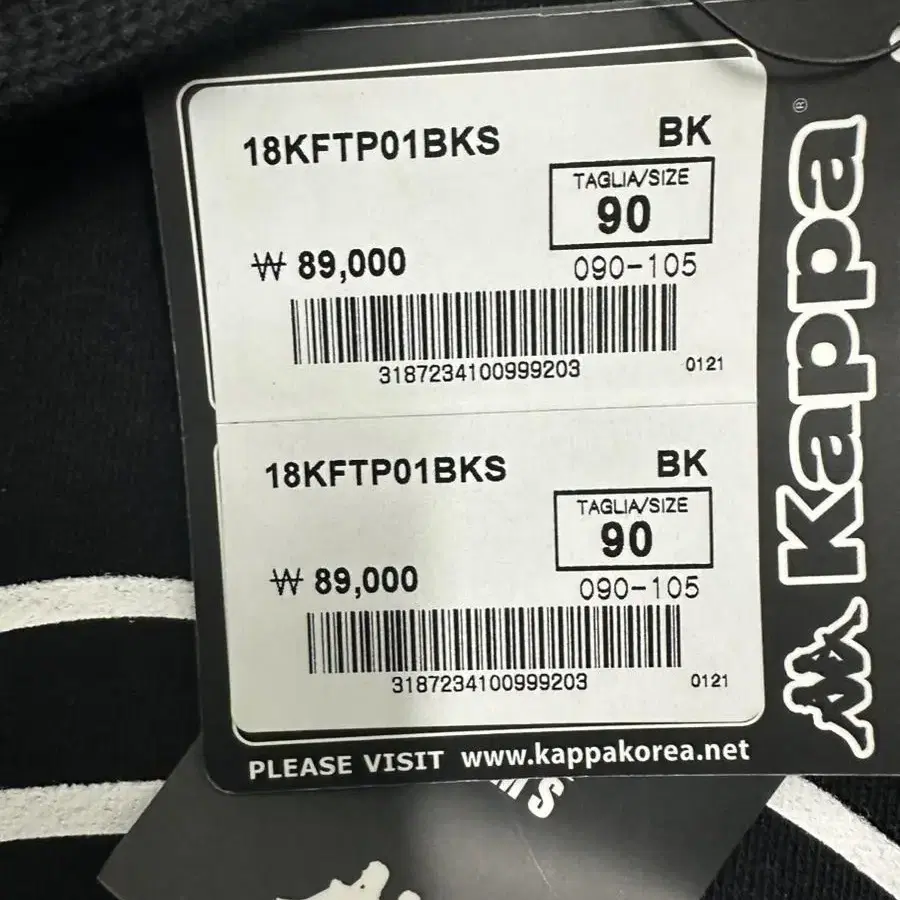 18KFTP01BKS BK
TAGLIA/SIZE
90
₩ 89,000
090-105
3187234100999203 0121
18KFTP01BKS BK
TAGLIA/SIZE
90
₩ 89,000
090-105
3187234100999203 0121
PLEASE VISIT www.kappakorea.net
Kappa®